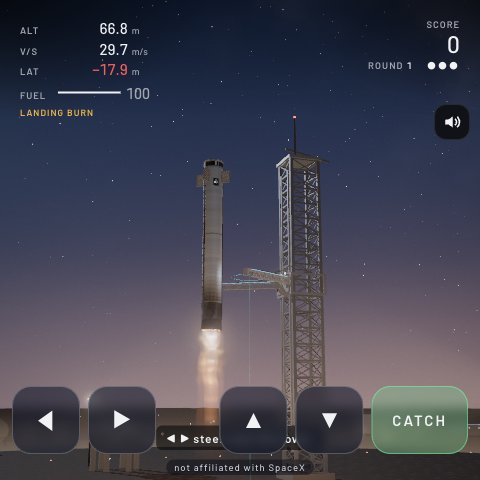 ALT 66.8 m
V/S 29.7 m/s
LAT −17.9 m
FUEL 100
LANDING BURN
SCORE
0
ROUND 1
CATCH
◀ ▶ stee
not affiliated with SpaceX